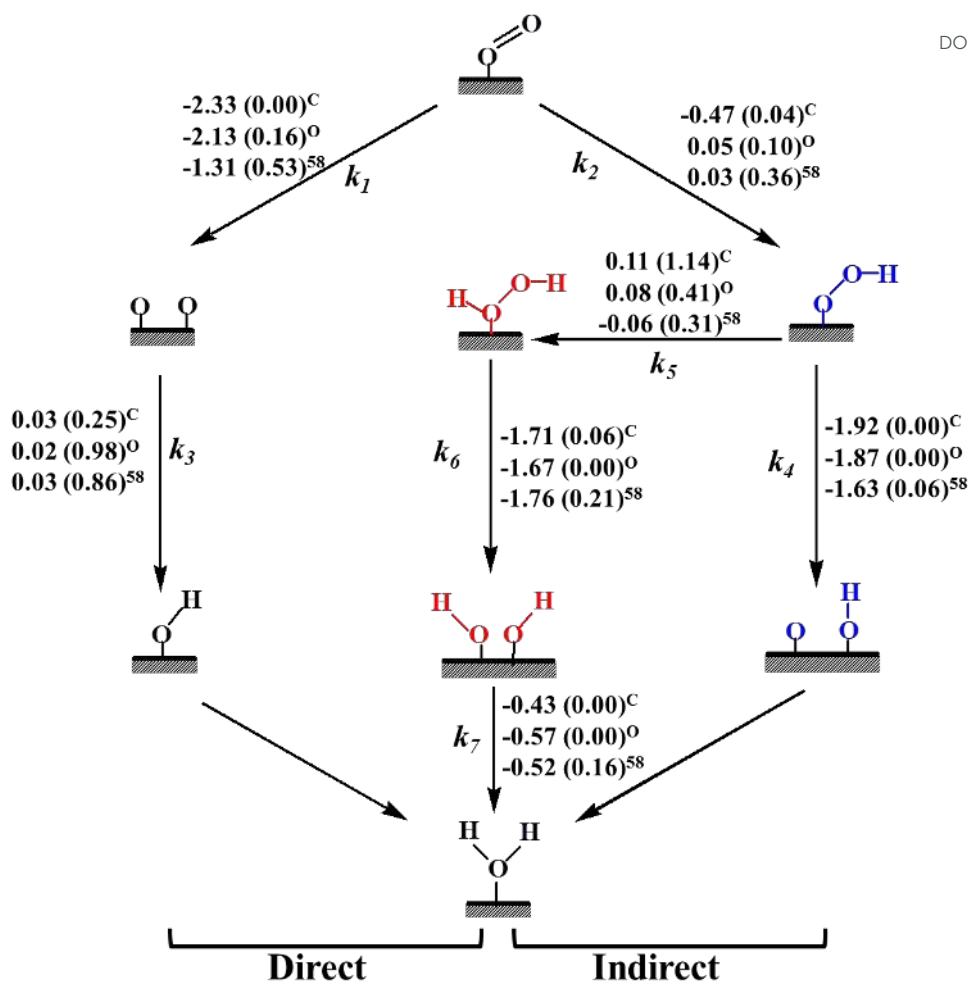 DO
O
O
-2.33 (0.00)ᶜ
-2.13 (0.16)ᴼ
-1.31 (0.53)⁵⁸
k₁
-0.47 (0.04)ᶜ
0.05 (0.10)ᴼ
0.03 (0.36)⁵⁸
k₂
O O
H O O H
0.11 (1.14)ᶜ
0.08 (0.41)ᴼ
-0.06 (0.31)⁵⁸
k₅
O O H
0.03 (0.25)ᶜ
0.02 (0.98)ᴼ
0.03 (0.86)⁵⁸
k₃
k₆
-1.71 (0.06)ᶜ
-1.67 (0.00)ᴼ
-1.76 (0.21)⁵⁸
k₄
-1.92 (0.00)ᶜ
-1.87 (0.00)ᴼ
-1.63 (0.06)⁵⁸
H
O
H H
O O
H
O O
k₇
-0.43 (0.00)ᶜ
-0.57 (0.00)ᴼ
-0.52 (0.16)⁵⁸
H H
O
Direct Indirect